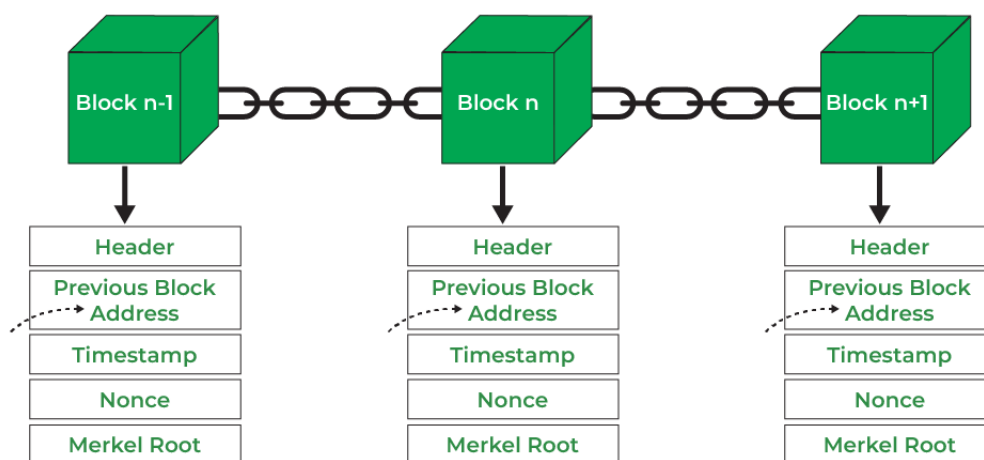 Block n-1
Block n
Block n+1
Header
Previous Block
Address
Timestamp
Nonce
Merkel Root
Header
Previous Block
Address
Timestamp
Nonce
Merkel Root
Header
Previous Block
Address
Timestamp
Nonce
Merkel Root